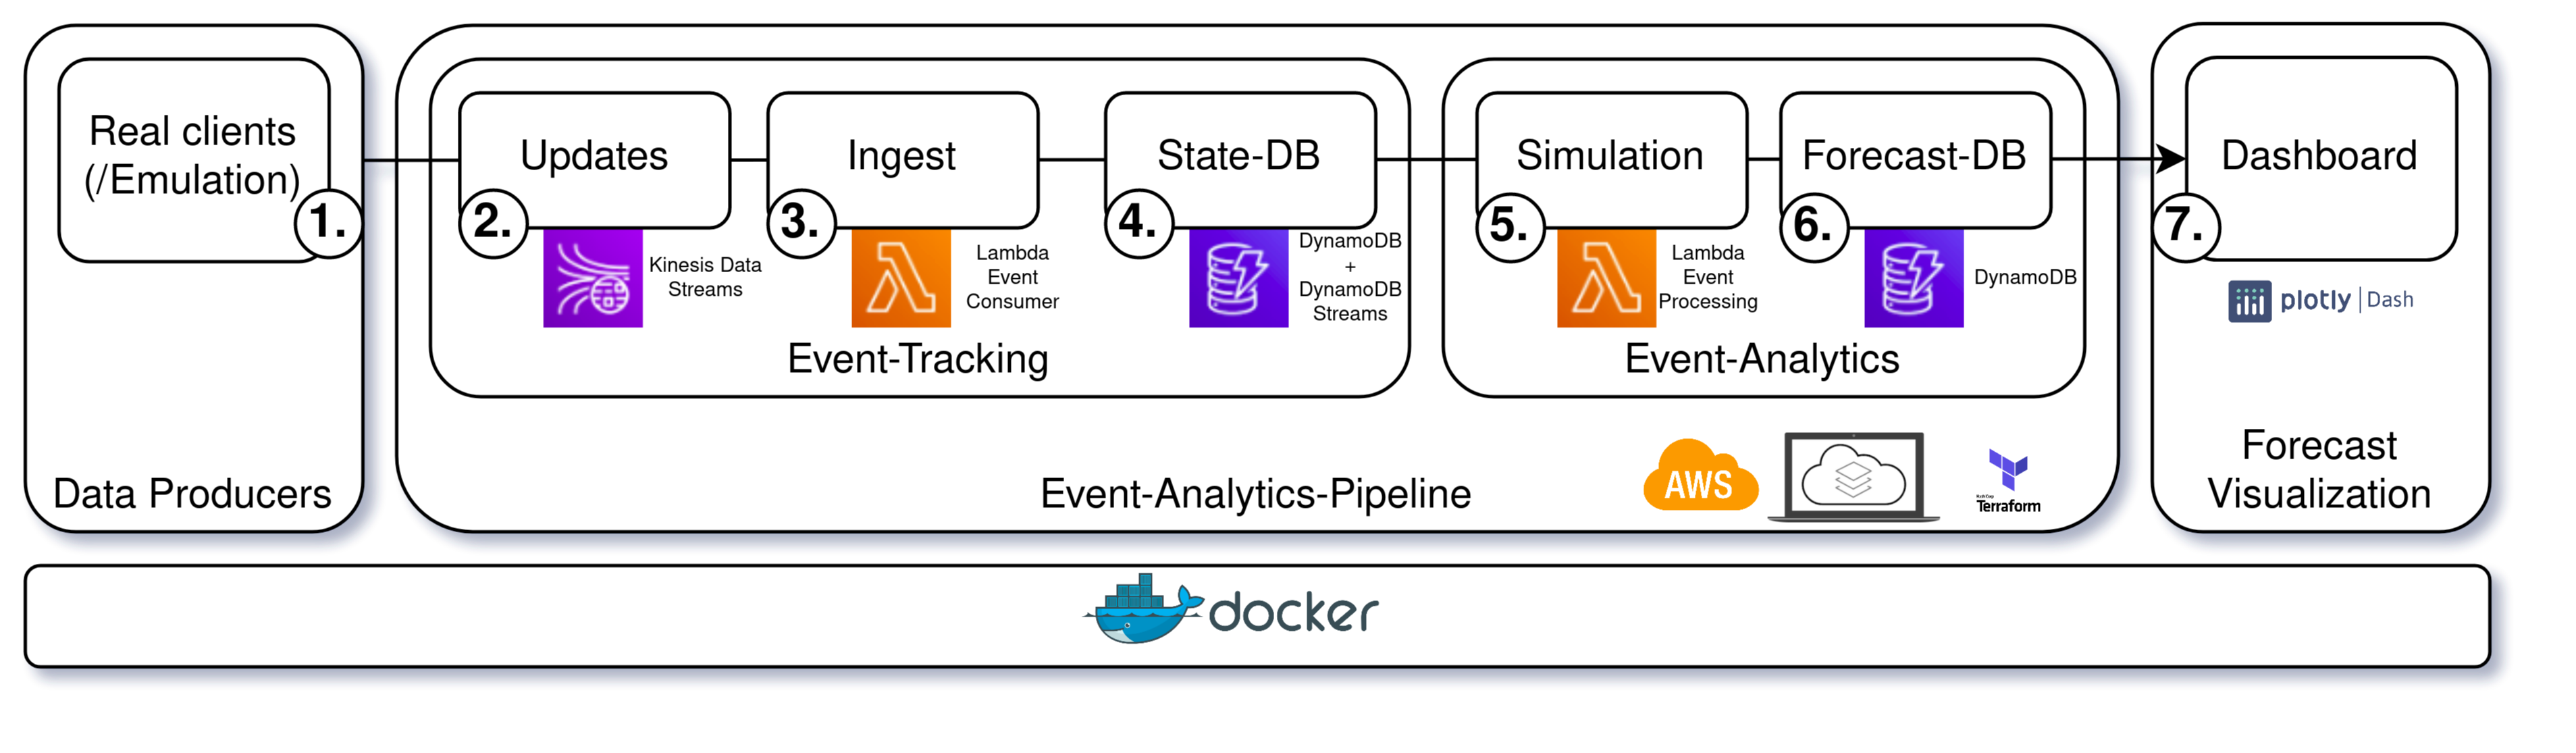 Real clients
(/Emulation)
1.
Data Producers
Updates
2.
Kinesis Data
Streams
Ingest
3.
Lambda
Event
Consumer
State-DB
4.
DynamoDB
+
DynamoDB
Streams
Event-Tracking
Simulation
5.
Lambda
Event
Processing
Forecast-DB
6.
DynamoDB
Event-Analytics
Event-Analytics-Pipeline
AWS
HashiCorp
Terraform
Dashboard
7.
plotly | Dash
Forecast
Visualization
docker